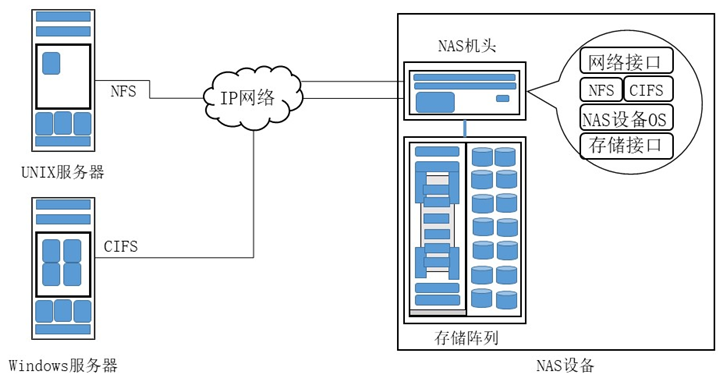 NAS机头
网络接口
NFS
CIFS
NAS设备OS
存储接口
NFS
IP网络
UNIX服务器
CIFS
存储阵列
Windows服务器
NAS设备